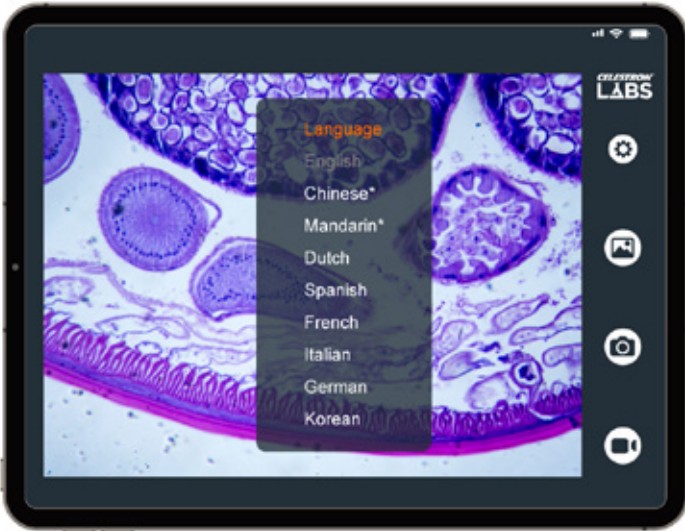 CELESTRON
LABS
Language
English
Chinese*
Mandarin*
Dutch
Spanish
French
Italian
German
Korean